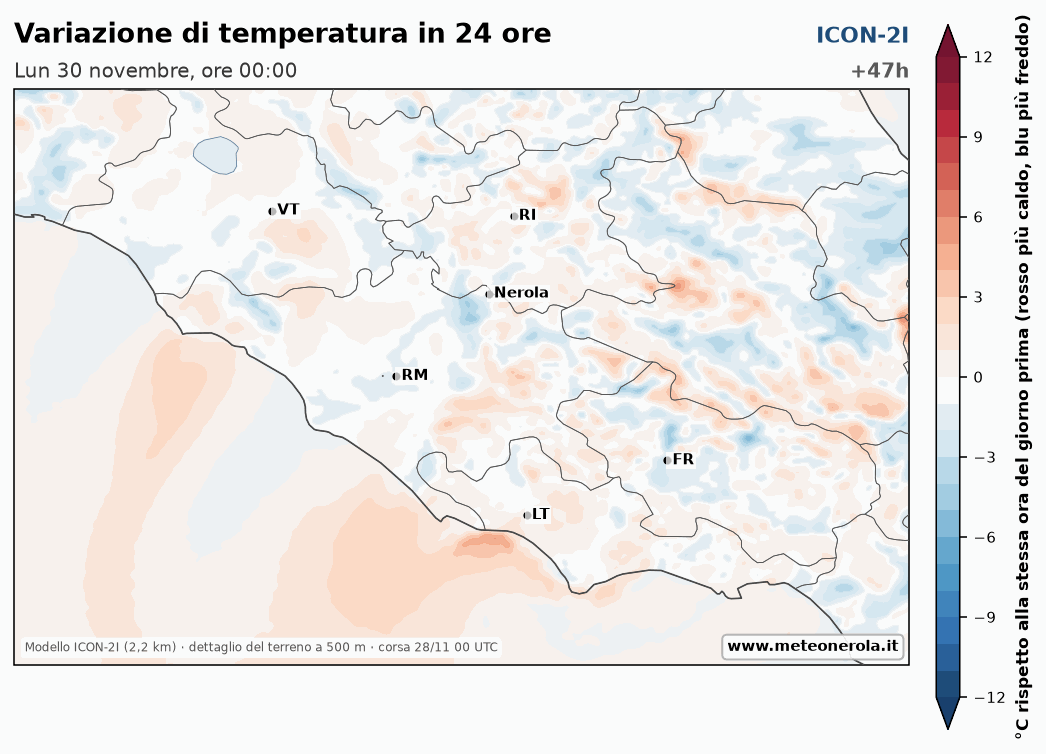 Variazione di temperatura in 24 ore
ICON-2I
Lun 30 novembre, ore 00:00
+47h
VT
RI
Nerola
RM
FR
LT
Modello ICON-2I (2,2 km) · dettaglio del terreno a 500 m · corsa 28/11 00 UTC
www.meteonerola.it
12
9
6
3
0
−3
−6
−9
−12
°C rispetto alla stessa ora del giorno prima (rosso più caldo, blu più freddo)